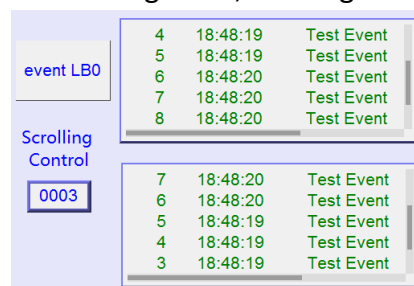 event LB0
4 18:48:19 Test Event
5 18:48:19 Test Event
6 18:48:20 Test Event
7 18:48:20 Test Event
8 18:48:20 Test Event
Scrolling
Control
0003
7 18:48:20 Test Event
6 18:48:20 Test Event
5 18:48:19 Test Event
4 18:48:19 Test Event
3 18:48:19 Test Event